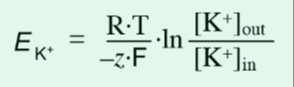 E_K⁺ = R·T / –z·F · ln [K⁺]out / [K⁺]in